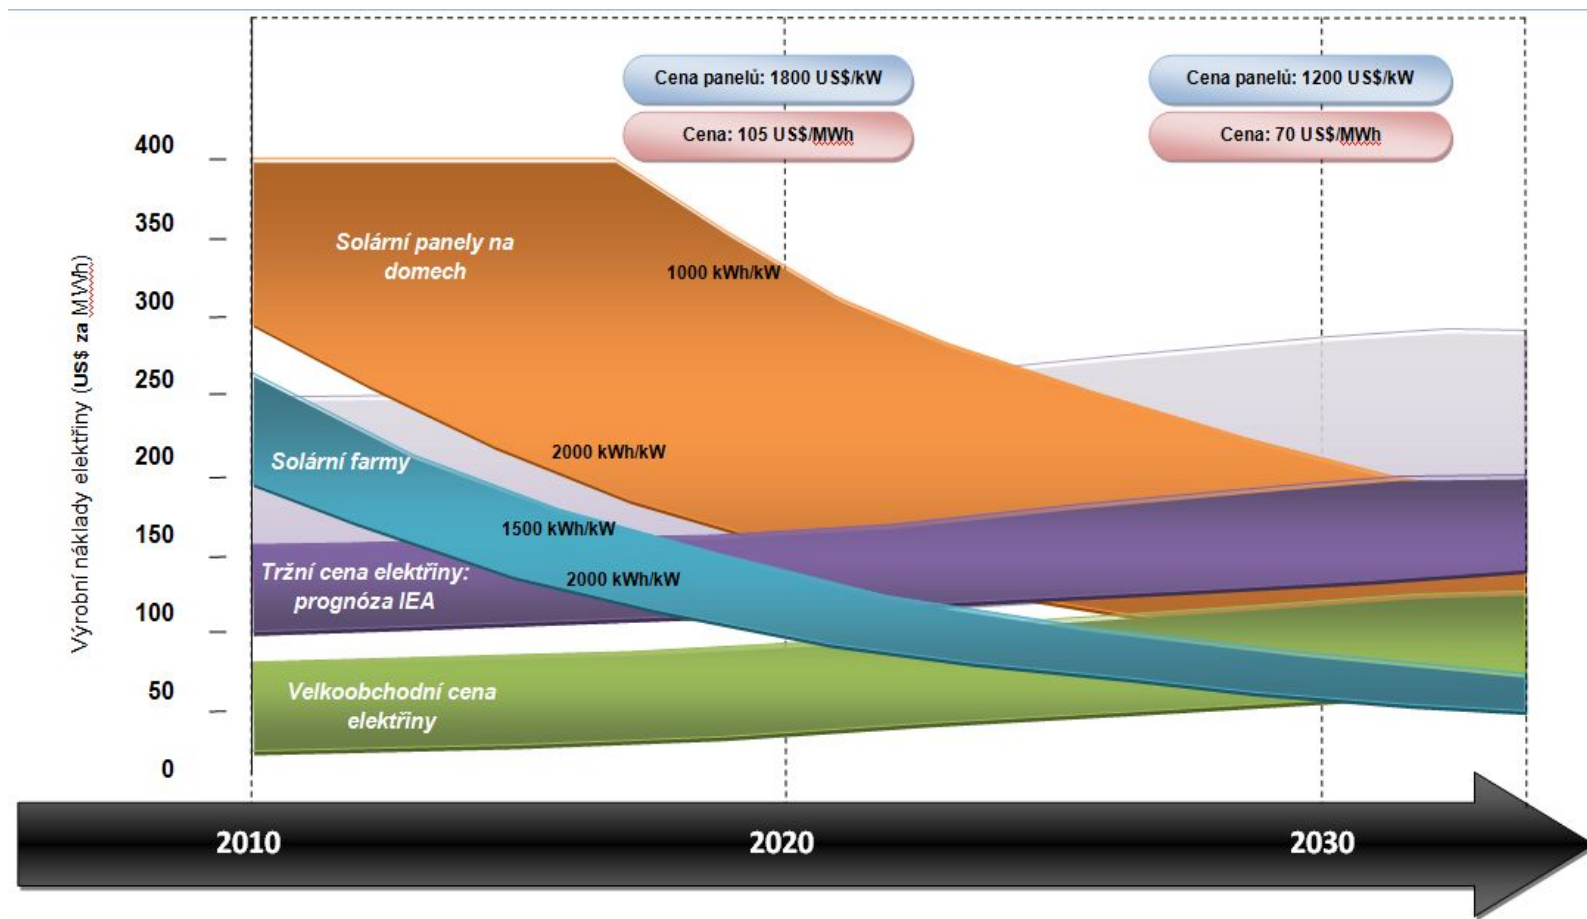 Cena panelů: 1800 US$/kW
Cena panelů: 1200 US$/kW
Cena: 105 US$/MWh
Cena: 70 US$/MWh
Výrobní náklady elektřiny (US$ za MWh)
400
350
300
250
200
150
100
50
0
Solární panely na
domech
1000 kWh/kW
2000 kWh/kW
Solární farmy
1500 kWh/kW
2000 kWh/kW
Tržní cena elektřiny:
prognóza IEA
Velkoobchodní cena
elektřiny
2010
2020
2030